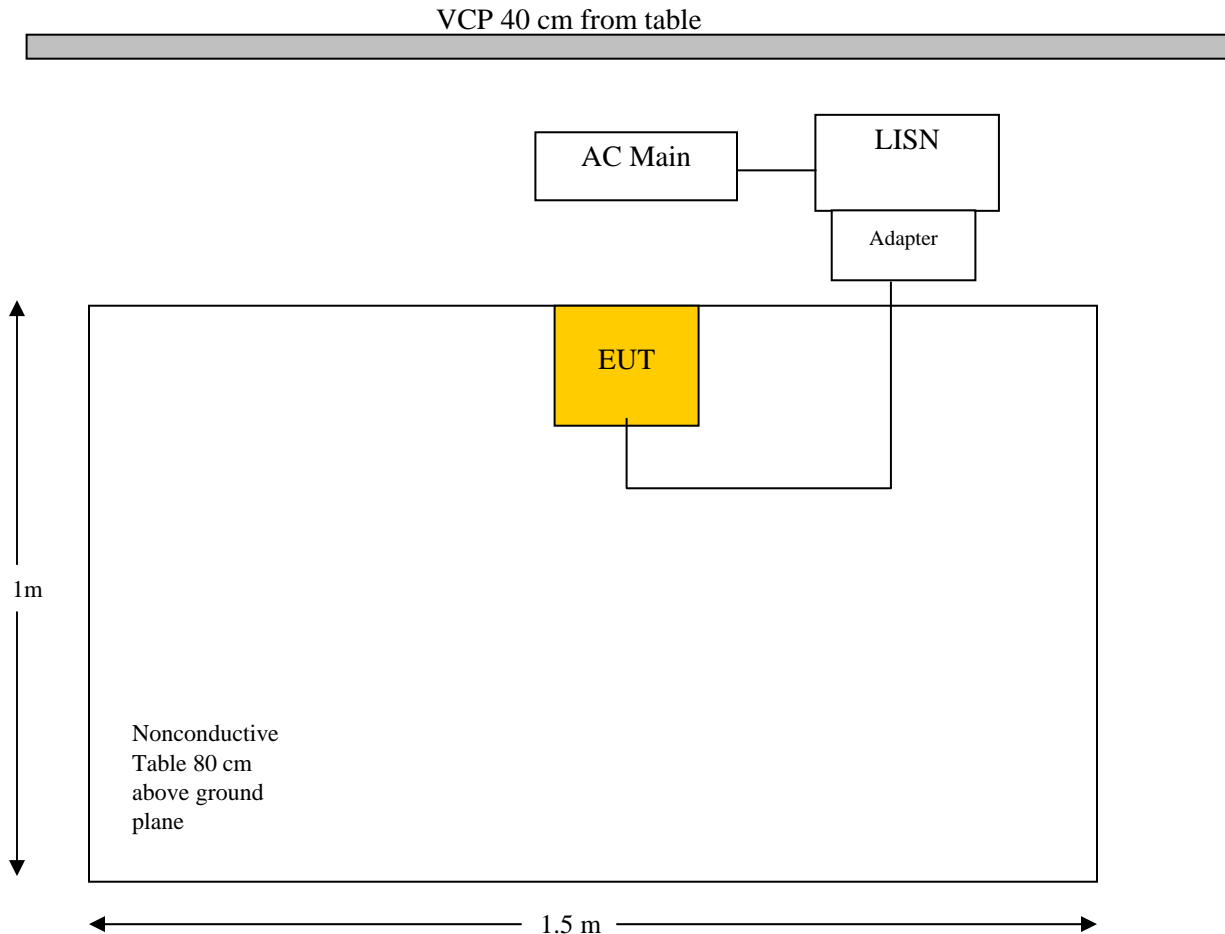 VCP 40 cm from table
AC Main
LISN
Adapter
EUT
1m
Nonconductive
Table 80 cm
above ground
plane
1.5 m